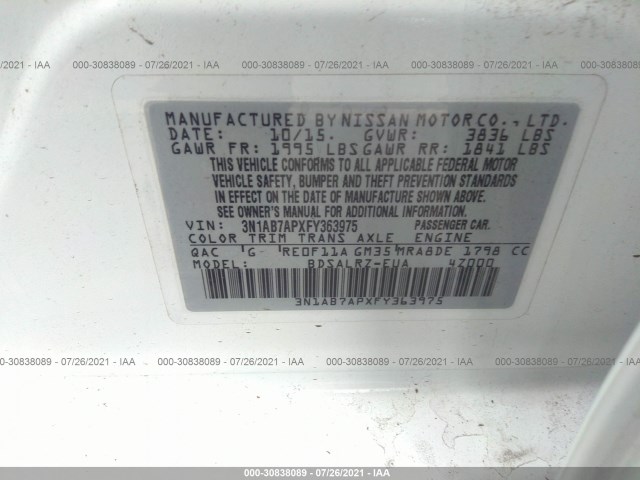 7/26/2021 - IAA 000-30838089 - 07/26/2021 - IAA 000-30838089 - 07/26/2021 - IAA 000-30838089 - 07
MANUFACTURED BY NISSAN MOTOR CO., LTD.
DATE: 10/15. GVWR: 3836 LBS
GAWR FR: 1995 LBS GAWR RR: 1841 LBS
THIS VEHICLE CONFORMS TO ALL APPLICABLE FEDERAL MOTOR
VEHICLE SAFETY, BUMPER AND THEFT PREVENTION STANDARDS
IN EFFECT ON THE DATE OF MANUFACTURE SHOWN ABOVE.
SEE OWNER'S MANUAL FOR ADDITIONAL INFORMATION.
VIN: 3N1AB7APXFY363975 PASSENGER CAR.
COLOR TRIM TRANS AXLE ENGINE
QAC G RE0F11A GM35 MRA8DE 1798 CC
MODEL: BDSALRZ-EUA 4Z000
3N1AB7APXFY363975
000-30838089 - 07/26/2021 - IAA 000-30838089 - 07/26/2021 - IAA 000-30838089 - 07/26/2021 - IAA
000-30838089 - 07/26/2021 - IAA